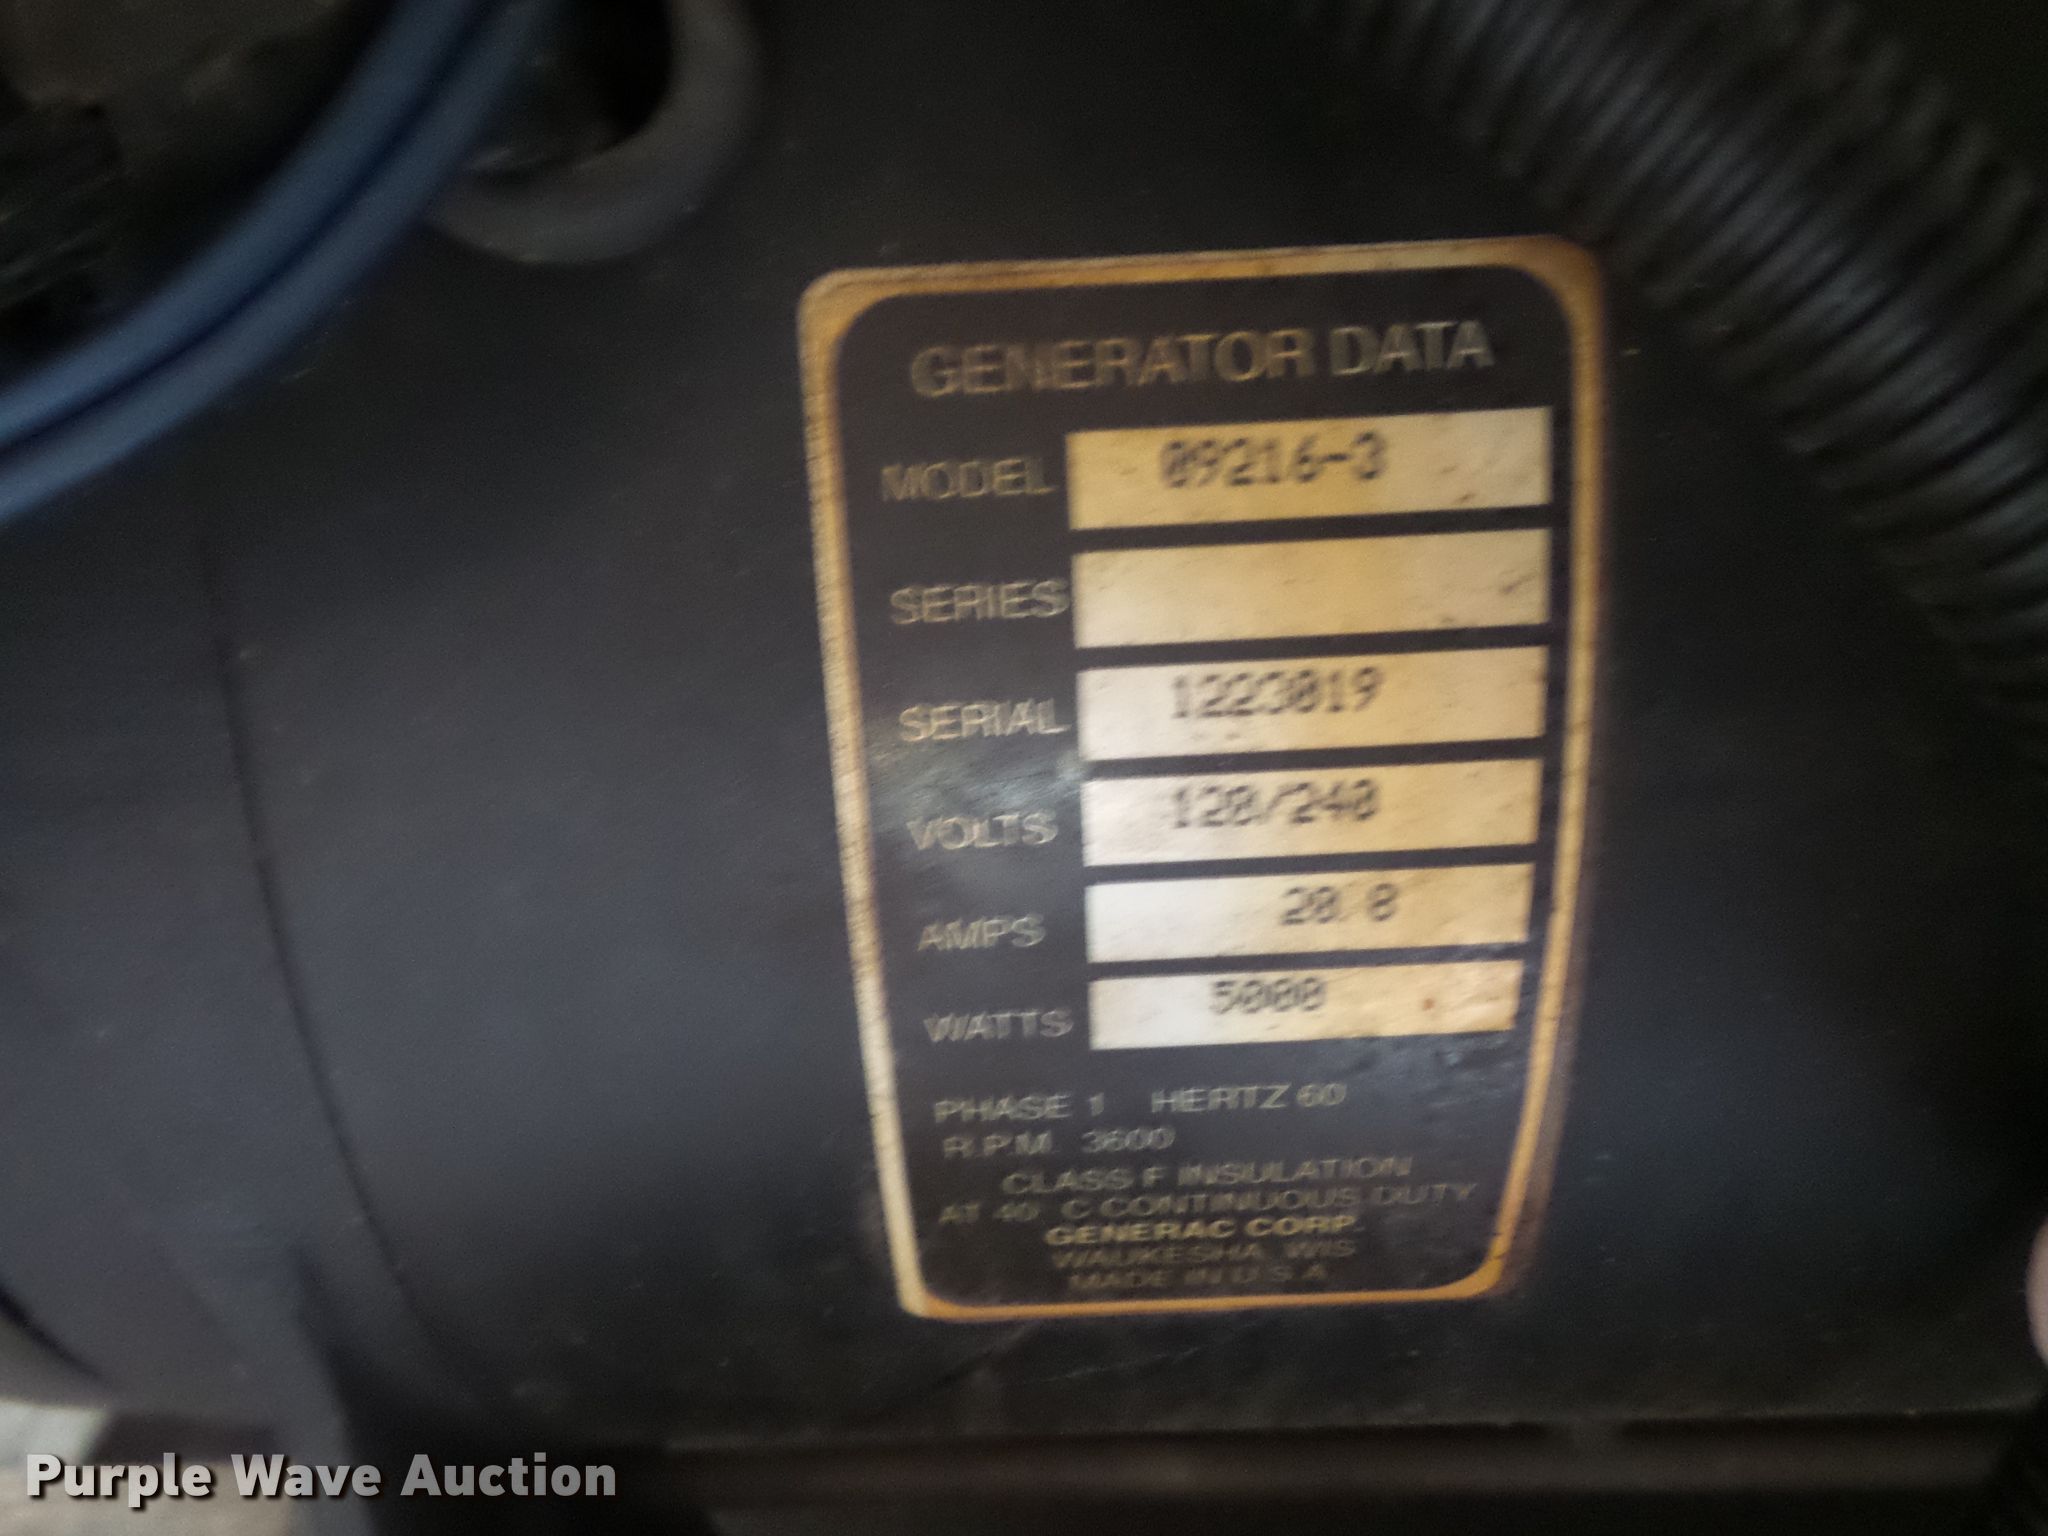 GENERATOR DATA
MODEL 09216-3
SERIES
SERIAL 1223019
VOLTS 120/240
AMPS 20.8
WATTS 5000
PHASE 1 HERTZ 60
R.P.M. 3600
CLASS F INSULATION
AT 40° C CONTINUOUS DUTY
GENERAC CORP.
WAUKESHA, WIS
MADE IN U.S.A.
Purple Wave Auction